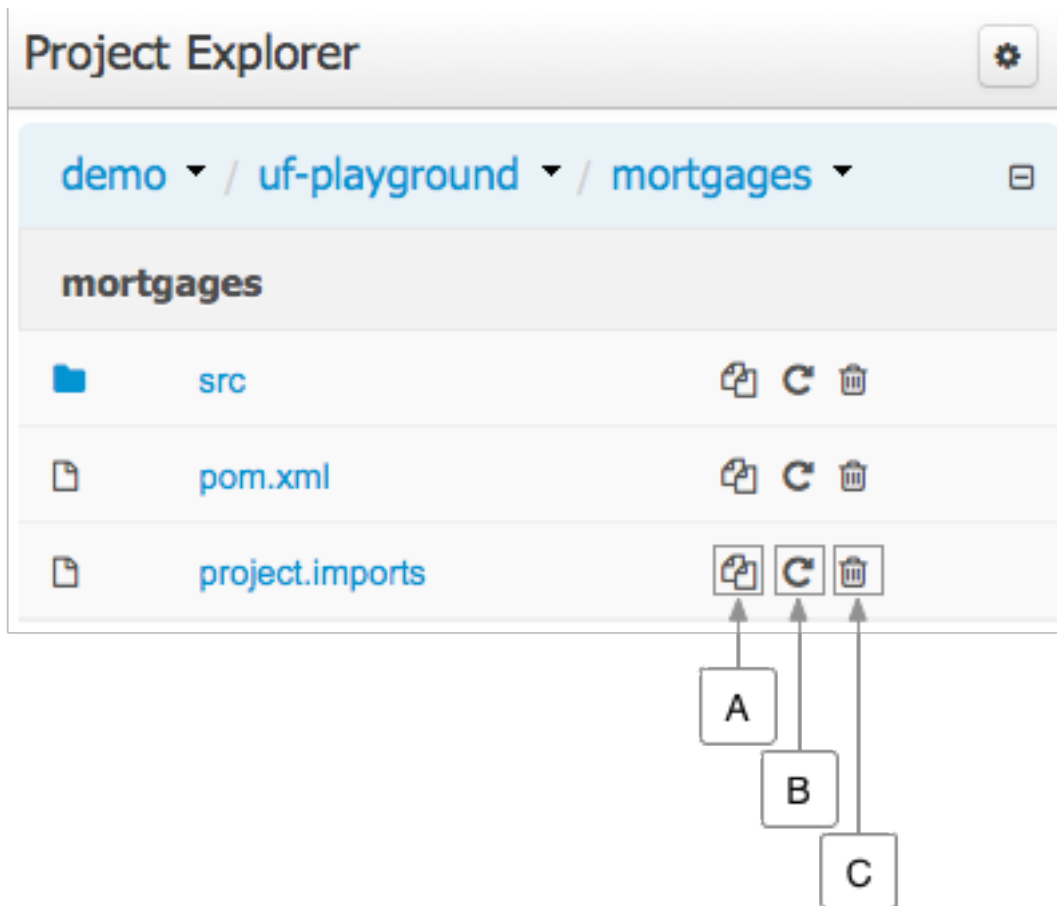 Project Explorer
demo / uf-playground / mortgages
mortgages
src
pom.xml
project.imports
A
B
C